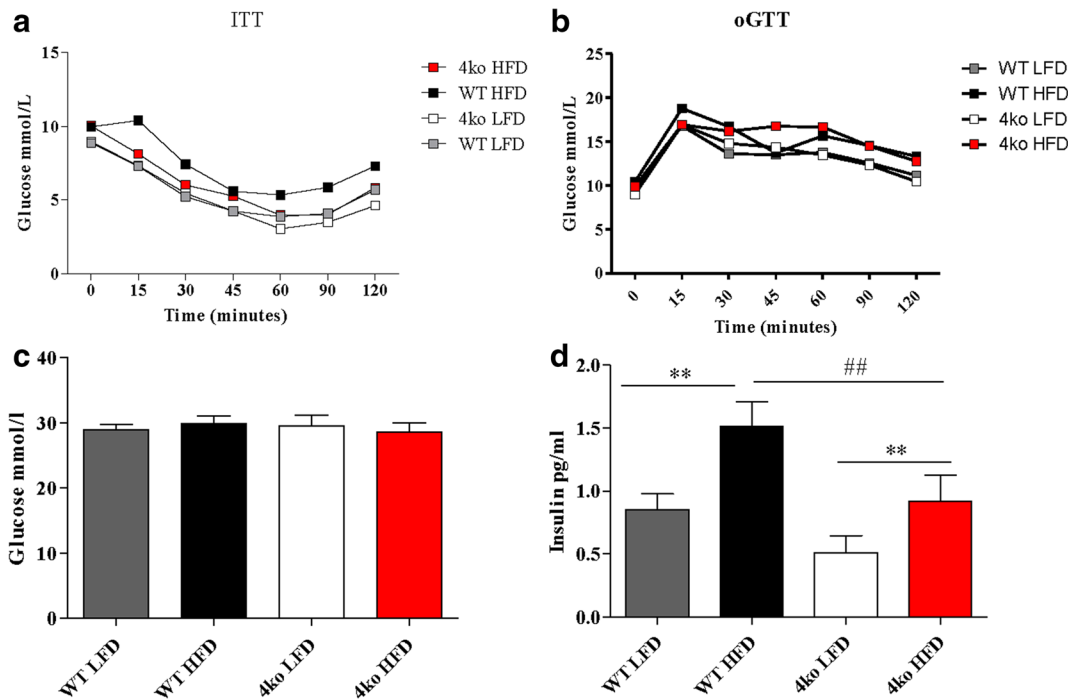 a
ITT
15
10
5
0
Glucose mmol/L
0 15 30 45 60 90 120
Time (minutes)
4ko HFD
WT HFD
4ko LFD
WT LFD
b
oGTT
25
20
15
10
5
0
Glucose mmol/L
0 15 30 45 60 90 120
Time (minutes)
WT LFD
WT HFD
4ko LFD
4ko HFD
c
40
30
20
10
0
Glucose mmol/l
WT LFD
WT HFD
4ko LFD
4ko HFD
d
2.0
1.5
1.0
0.5
0.0
Insulin pg/ml
**
##
**
WT LFD
WT HFD
4ko LFD
4ko HFD